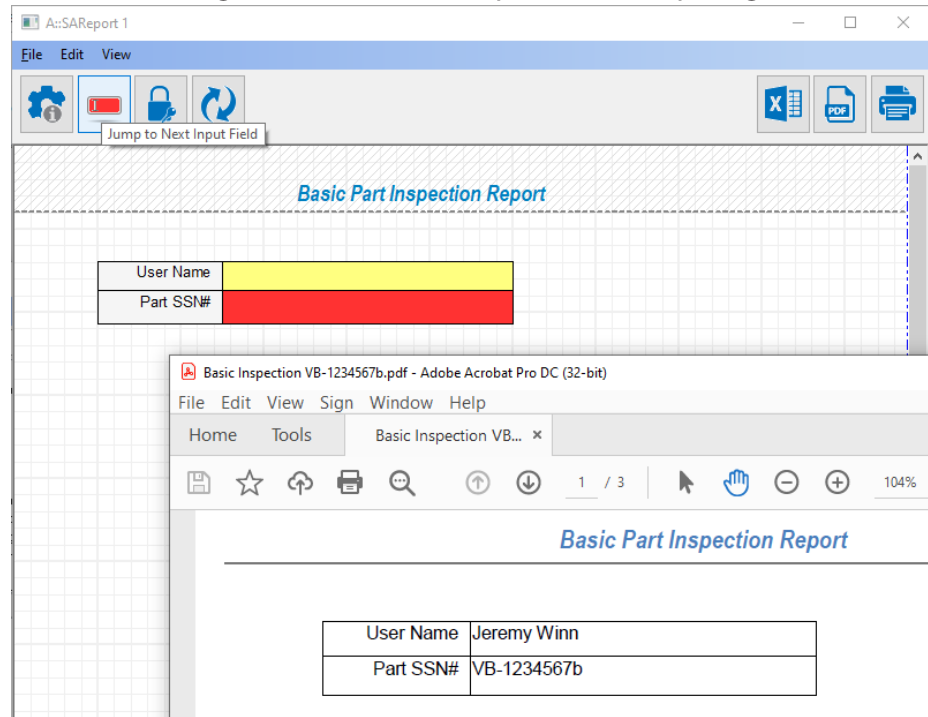 A::SAReport 1
File Edit View
PDF
Jump to Next Input Field
Basic Part Inspection Report
User Name
Part SSN#
Basic Inspection VB-1234567b.pdf - Adobe Acrobat Pro DC (32-bit)
File Edit View Sign Window Help
Home Tools Basic Inspection VB... ×
1 / 3 104%
Basic Part Inspection Report
User Name Jeremy Winn
Part SSN# VB-1234567b